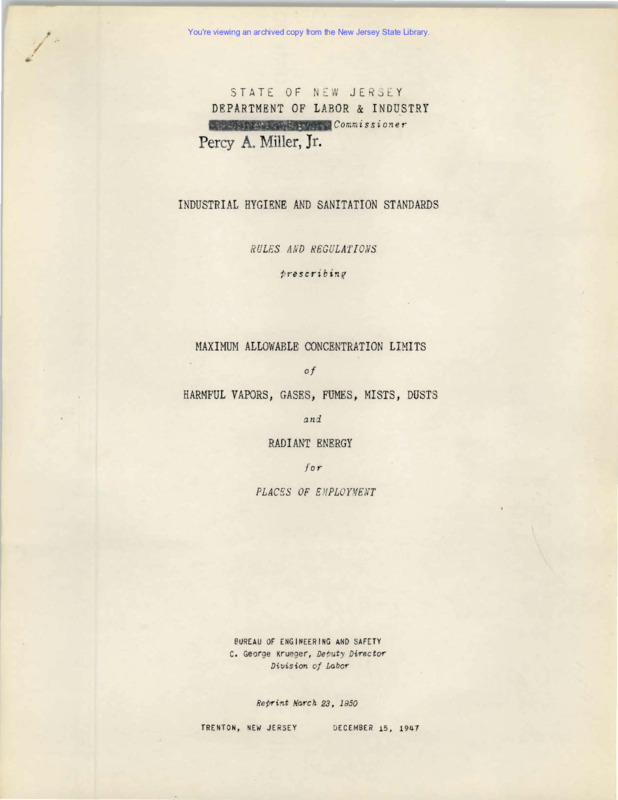 You're viewing an archived copy from the New Jersey State Library.
STATE OF NEW JERSEY
DEPARTMENT OF LABOR & INDUSTRY
Commissioner
Percy A. Miller, Jr.
INDUSTRIAL HYGIENE AND SANITATION STANDARDS
RULES AND REGULATIONS
prescribing
MAXIMUM ALLOWABLE CONCENTRATION LIMITS
of
HARMFUL VAPORS, GASES, FUMES, MISTS, DUSTS
and
RADIANT ENERGY
for
PLACES OF EMPLOYMENT
BUREAU OF ENGINEERING AND SAFETY
C. George Krueger, Deputy Director
Division of Labor
Reprint March 23, 1950
TRENTON, NEW JERSEY DECEMBER 15, 1947